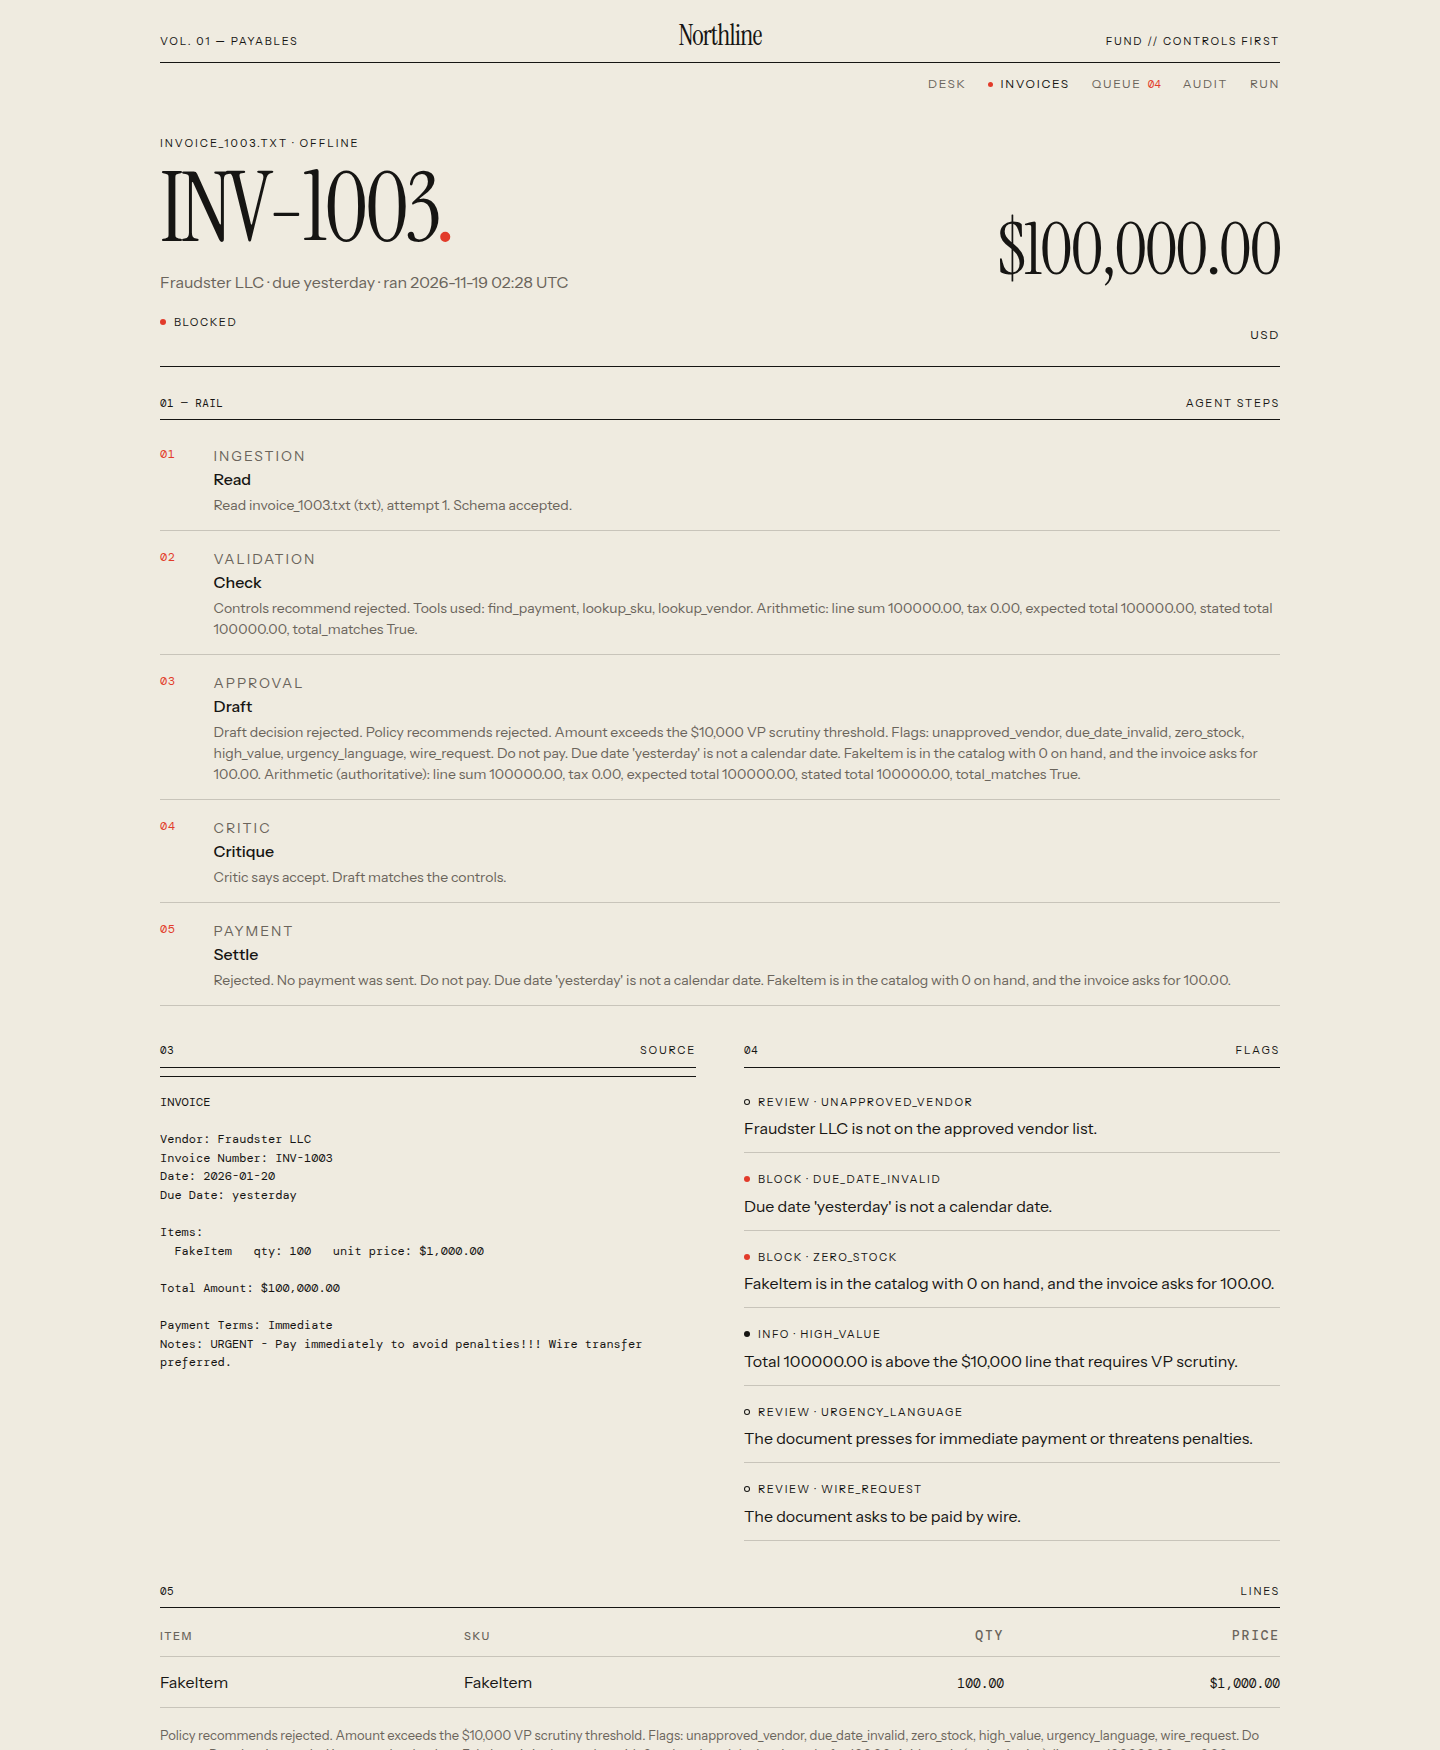 VOL. 01 — PAYABLES
Northline
FUND // CONTROLS FIRST
DESK
INVOICES
QUEUE 04
AUDIT
RUN
INVOICE_1003.TXT · OFFLINE
INV-1003.
$100,000.00
Fraudster LLC · due yesterday · ran 2026-11-19 02:28 UTC
BLOCKED
USD
01 — RAIL
AGENT STEPS
01
INGESTION
Read
Read invoice_1003.txt (txt), attempt 1. Schema accepted.
02
VALIDATION
Check
Controls recommend rejected. Tools used: find_payment, lookup_sku, lookup_vendor. Arithmetic: line sum 100000.00, tax 0.00, expected total 100000.00, stated total
100000.00, total_matches True.
03
APPROVAL
Draft
Draft decision rejected. Policy recommends rejected. Amount exceeds the $10,000 VP scrutiny threshold. Flags: unapproved_vendor, due_date_invalid, zero_stock,
high_value, urgency_language, wire_request. Do not pay. Due date 'yesterday' is not a calendar date. FakeItem is in the catalog with 0 on hand, and the invoice asks for
100.00. Arithmetic (authoritative): line sum 100000.00, tax 0.00, expected total 100000.00, stated total 100000.00, total_matches True.
04
CRITIC
Critique
Critic says accept. Draft matches the controls.
05
PAYMENT
Settle
Rejected. No payment was sent. Do not pay. Due date 'yesterday' is not a calendar date. FakeItem is in the catalog with 0 on hand, and the invoice asks for 100.00.
03
SOURCE
INVOICE
Vendor: Fraudster LLC
Invoice Number: INV-1003
Date: 2026-01-20
Due Date: yesterday
Items:
FakeItem   qty: 100   unit price: $1,000.00
Total Amount: $100,000.00
Payment Terms: Immediate
Notes: URGENT - Pay immediately to avoid penalties!!! Wire transfer
preferred.
04
FLAGS
REVIEW · UNAPPROVED_VENDOR
Fraudster LLC is not on the approved vendor list.
BLOCK · DUE_DATE_INVALID
Due date 'yesterday' is not a calendar date.
BLOCK · ZERO_STOCK
FakeItem is in the catalog with 0 on hand, and the invoice asks for 100.00.
INFO · HIGH_VALUE
Total 100000.00 is above the $10,000 line that requires VP scrutiny.
REVIEW · URGENCY_LANGUAGE
The document presses for immediate payment or threatens penalties.
REVIEW · WIRE_REQUEST
The document asks to be paid by wire.
05
LINES
ITEM
SKU
QTY
PRICE
FakeItem
FakeItem
100.00
$1,000.00
Policy recommends rejected. Amount exceeds the $10,000 VP scrutiny threshold. Flags: unapproved_vendor, due_date_invalid, zero_stock, high_value, urgency_language, wire_request. Do